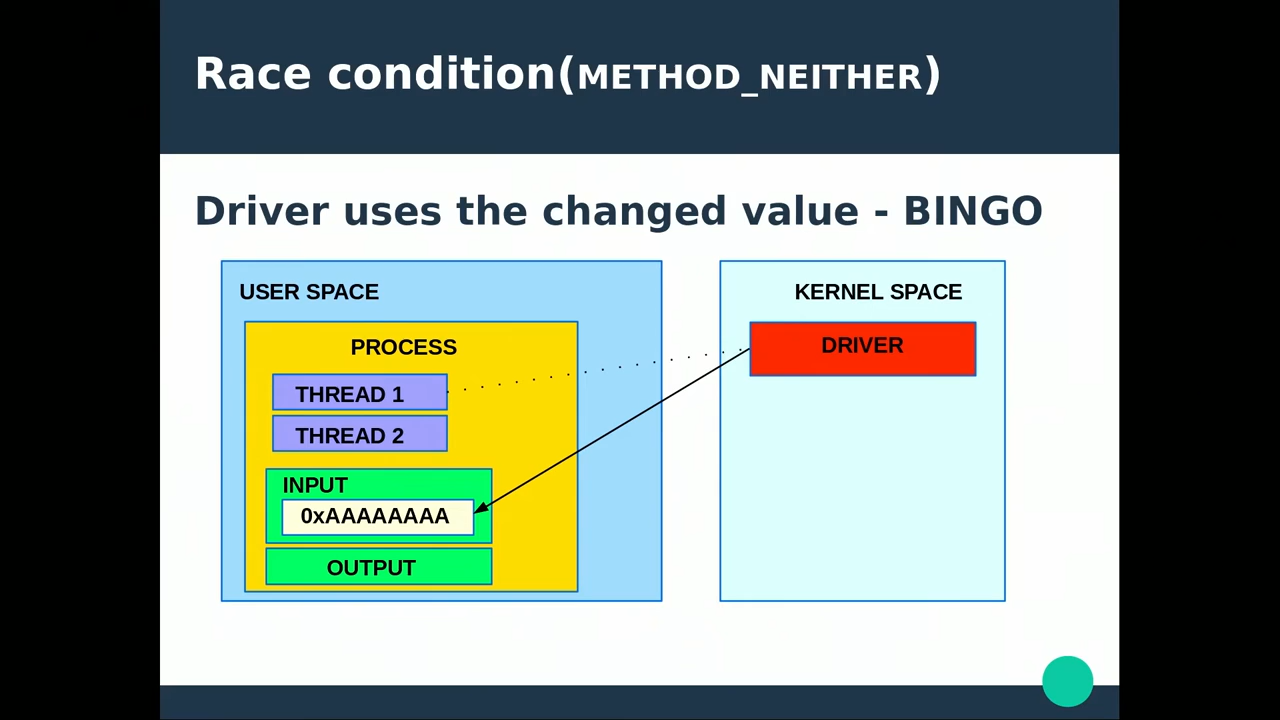 Race condition(METHOD_NEITHER)
Driver uses the changed value - BINGO
USER SPACE
PROCESS
THREAD 1
THREAD 2
INPUT
0xAAAAAAAA
OUTPUT
KERNEL SPACE
DRIVER